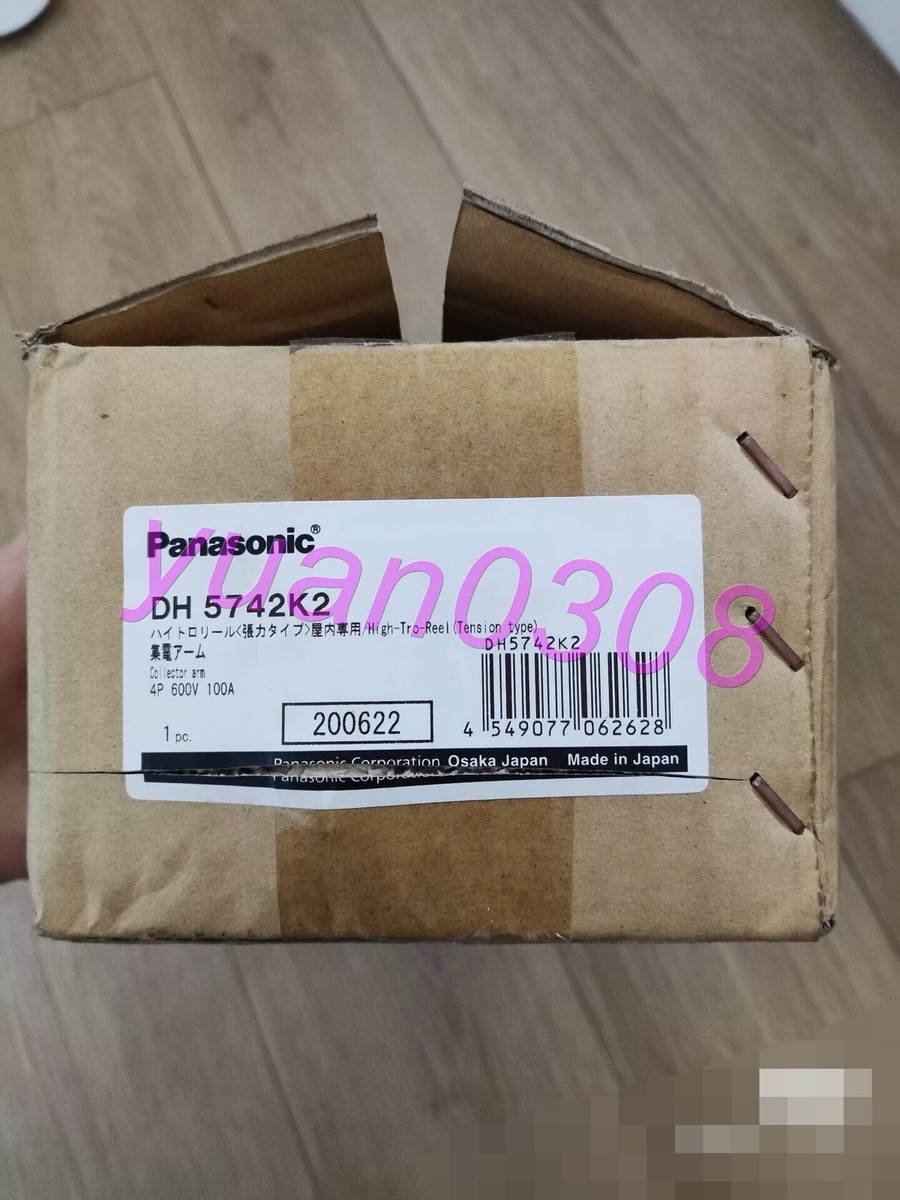 Panasonic®
DH 5742K2
ハイトロリール<張力タイプ>屋内専用/High-Tro-Reel(Tension type)
集電アーム
DH5742K2
Collector arm
4P 600V 100A
1 pc.
200622
4 549077 062628
Panasonic Corporation Osaka Japan Made in Japan
Panasonic Corporation
yuan0308